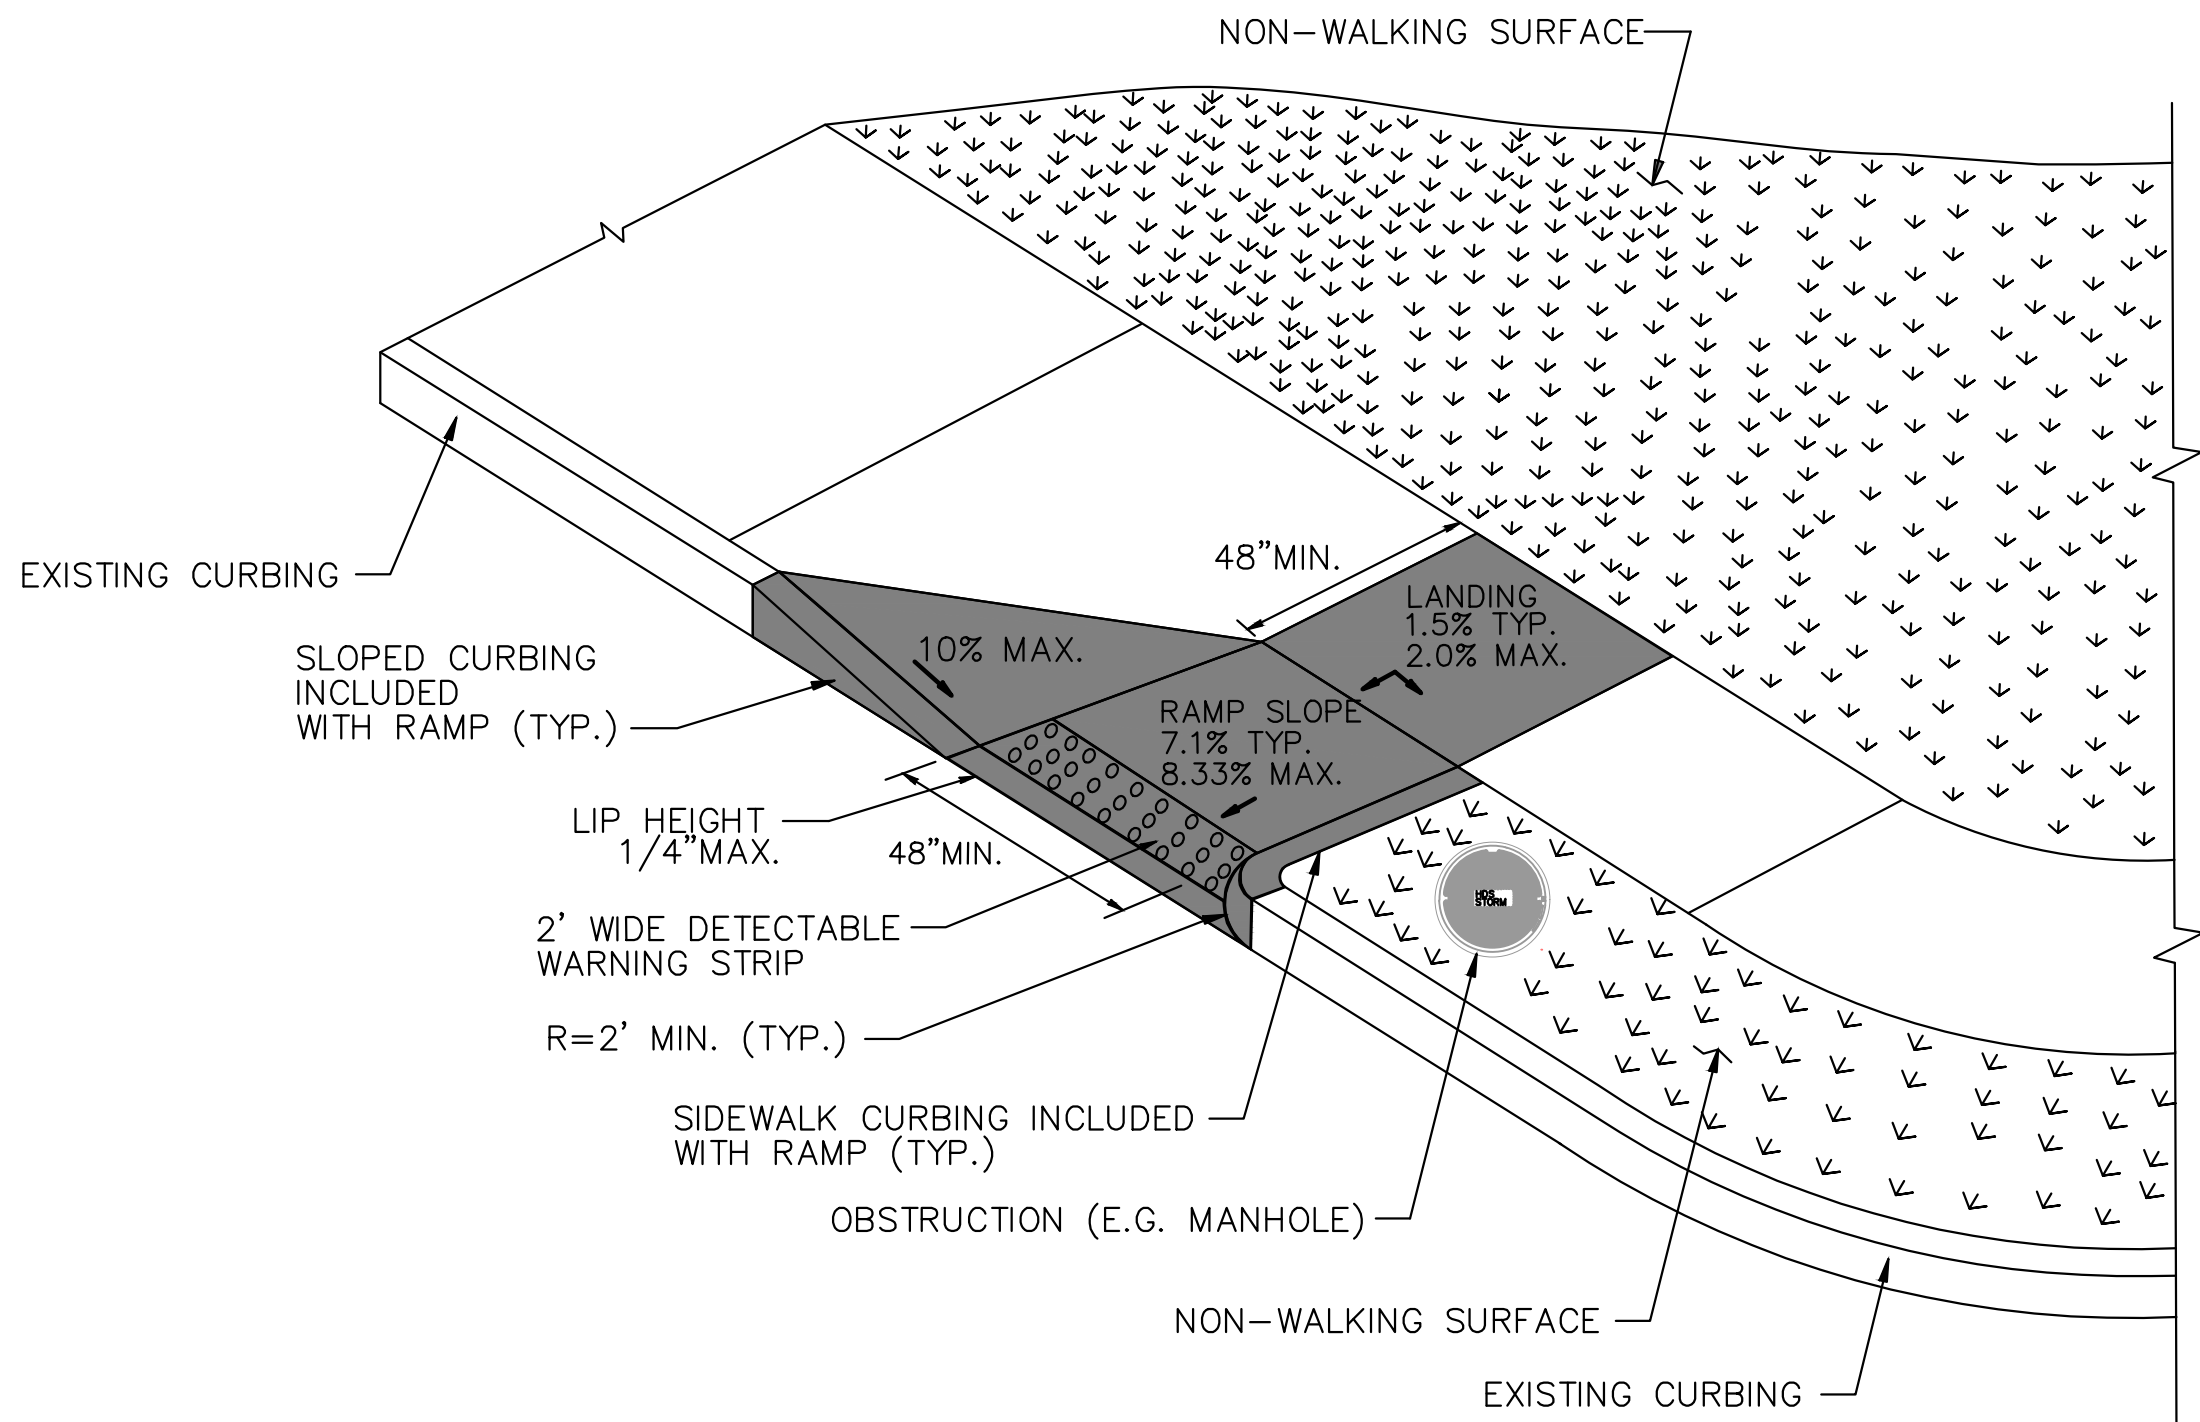 NON-WALKING SURFACE
48"MIN.
EXISTING CURBING
LANDING
1.5% TYP.
2.0% MAX.
10% MAX.
SLOPED CURBING
INCLUDED
WITH RAMP (TYP.)
RAMP SLOPE
7.1% TYP.
8.33% MAX.
LIP HEIGHT
1/4"MAX.
48"MIN.
HDS
STORM
2' WIDE DETECTABLE
WARNING STRIP
R=2' MIN. (TYP.)
SIDEWALK CURBING INCLUDED
WITH RAMP (TYP.)
OBSTRUCTION (E.G. MANHOLE)
NON-WALKING SURFACE
EXISTING CURBING